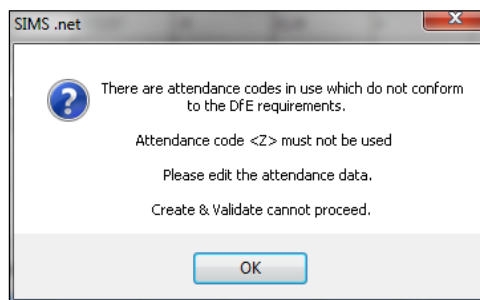 SIMS .net
There are attendance codes in use which do not conform
to the DfE requirements.
Attendance code <Z> must not be used
Please edit the attendance data.
Create & Validate cannot proceed.
OK